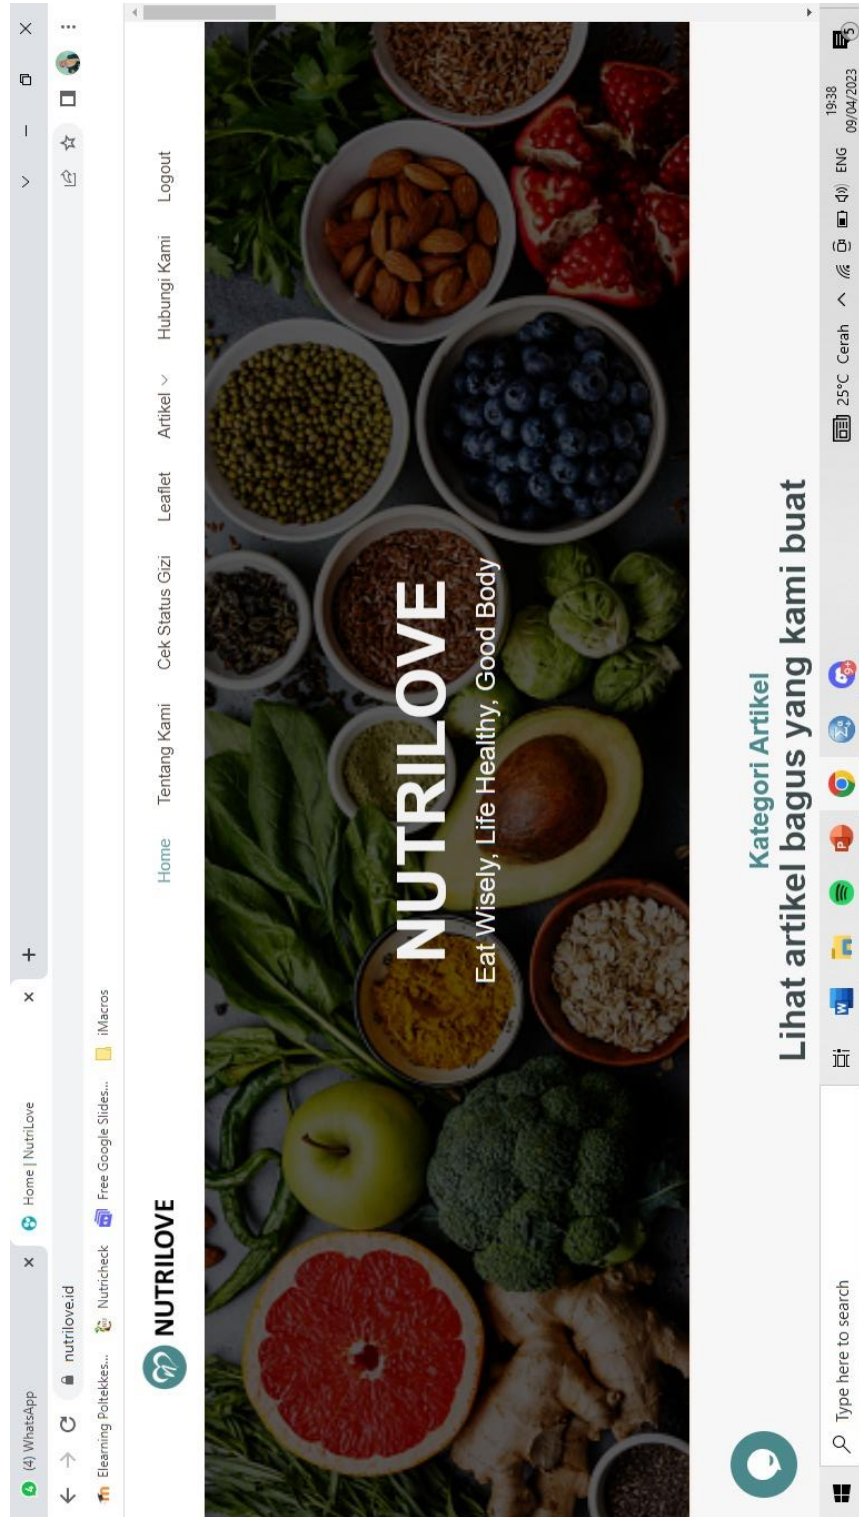 (4) WhatsApp
Home | NutriLove
nutrilove.id
Elearning Poltekkes... Nutricheck Free Google Slides... iMacros
NUTRILOVE
Home Tentang Kami Cek Status Gizi Leaflet Artikel Hubungi Kami Logout
NUTRILOVE
Eat Wisely, Life Healthy, Good Body
Kategori Artikel
Lihat artikel bagus yang kami buat
Type here to search
9+
25°C Cerah
ENG
19:38
09/04/2023
5